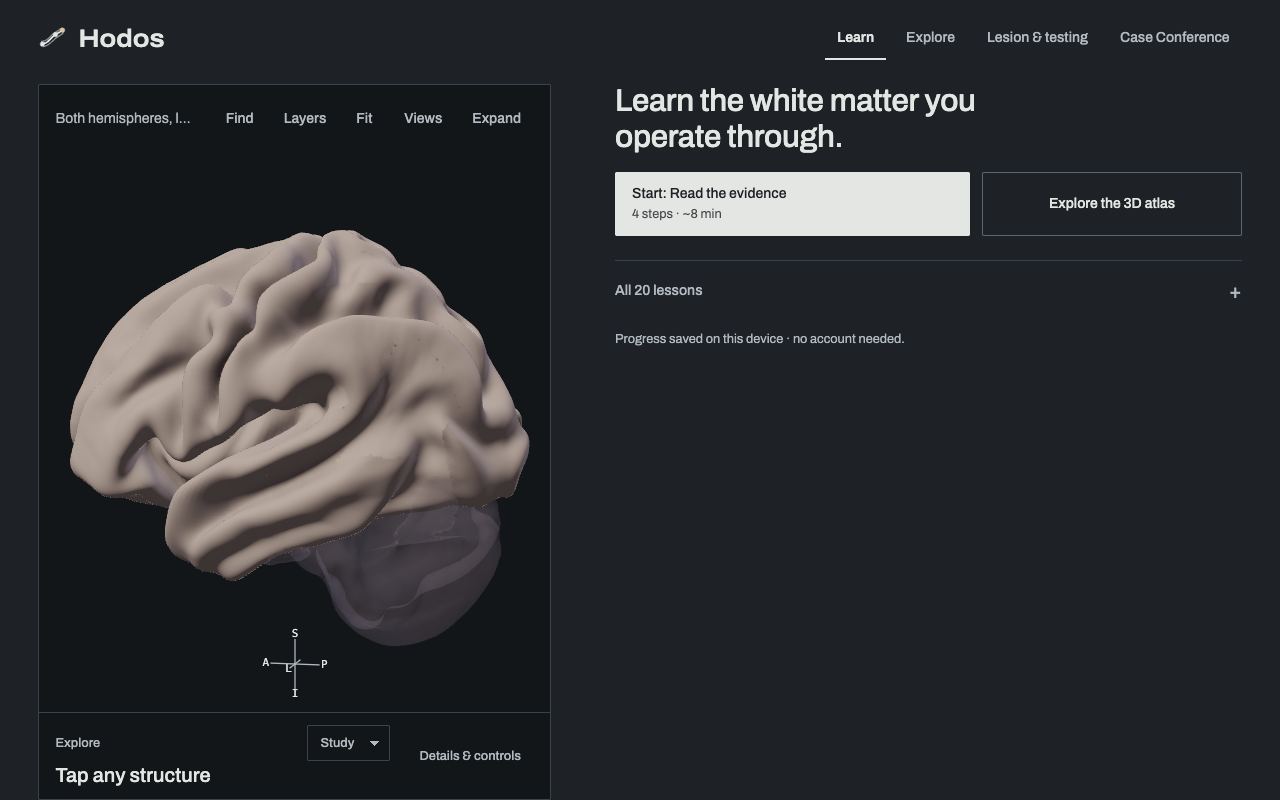 Hodos
Learn
Explore
Lesion & testing
Case Conference
Both hemispheres, l...
Find
Layers
Fit
Views
Expand
S
A
L
P
I
Explore
Tap any structure
Study
Details & controls
Learn the white matter you
operate through.
Start: Read the evidence
4 steps · ~8 min
Explore the 3D atlas
All 20 lessons
+
Progress saved on this device · no account needed.